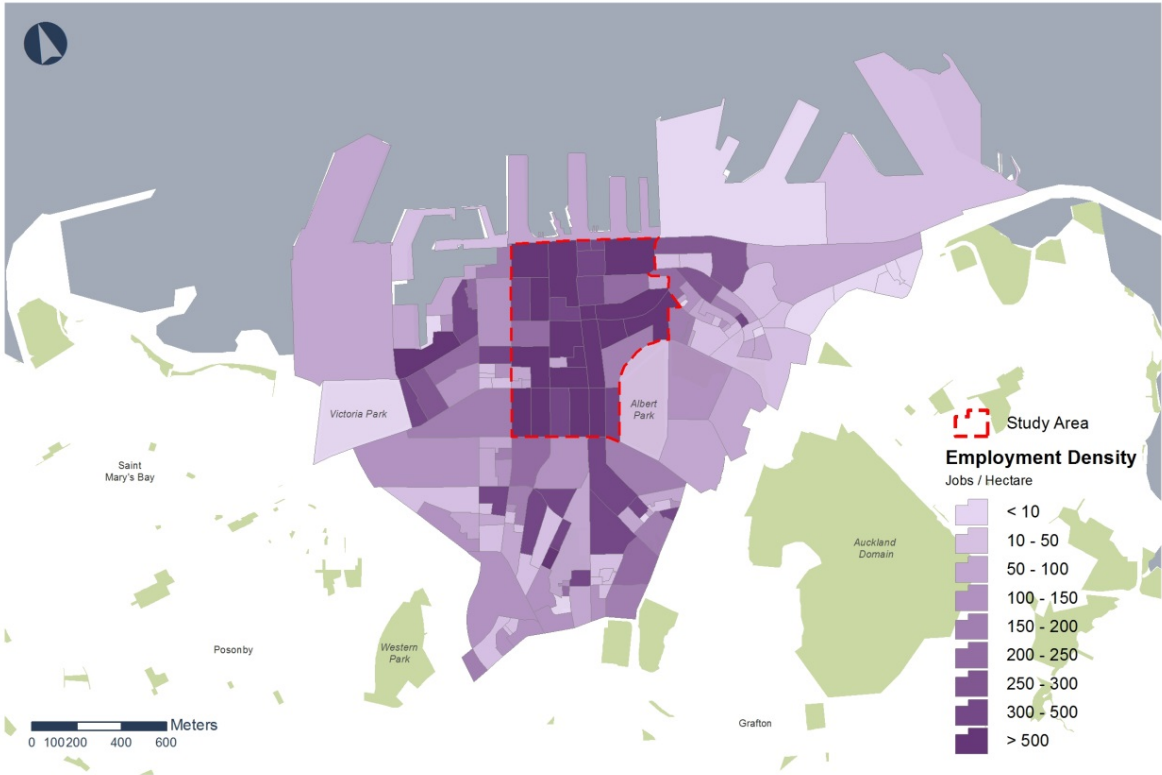 Victoria Park
Albert
Park
Saint
Mary's Bay
Posonby
Western
Park
Auckland
Domain
Grafton
Study Area
Employment Density
Jobs / Hectare
< 10
10 - 50
50 - 100
100 - 150
150 - 200
200 - 250
250 - 300
300 - 500
> 500
Meters
0 100200 400 600